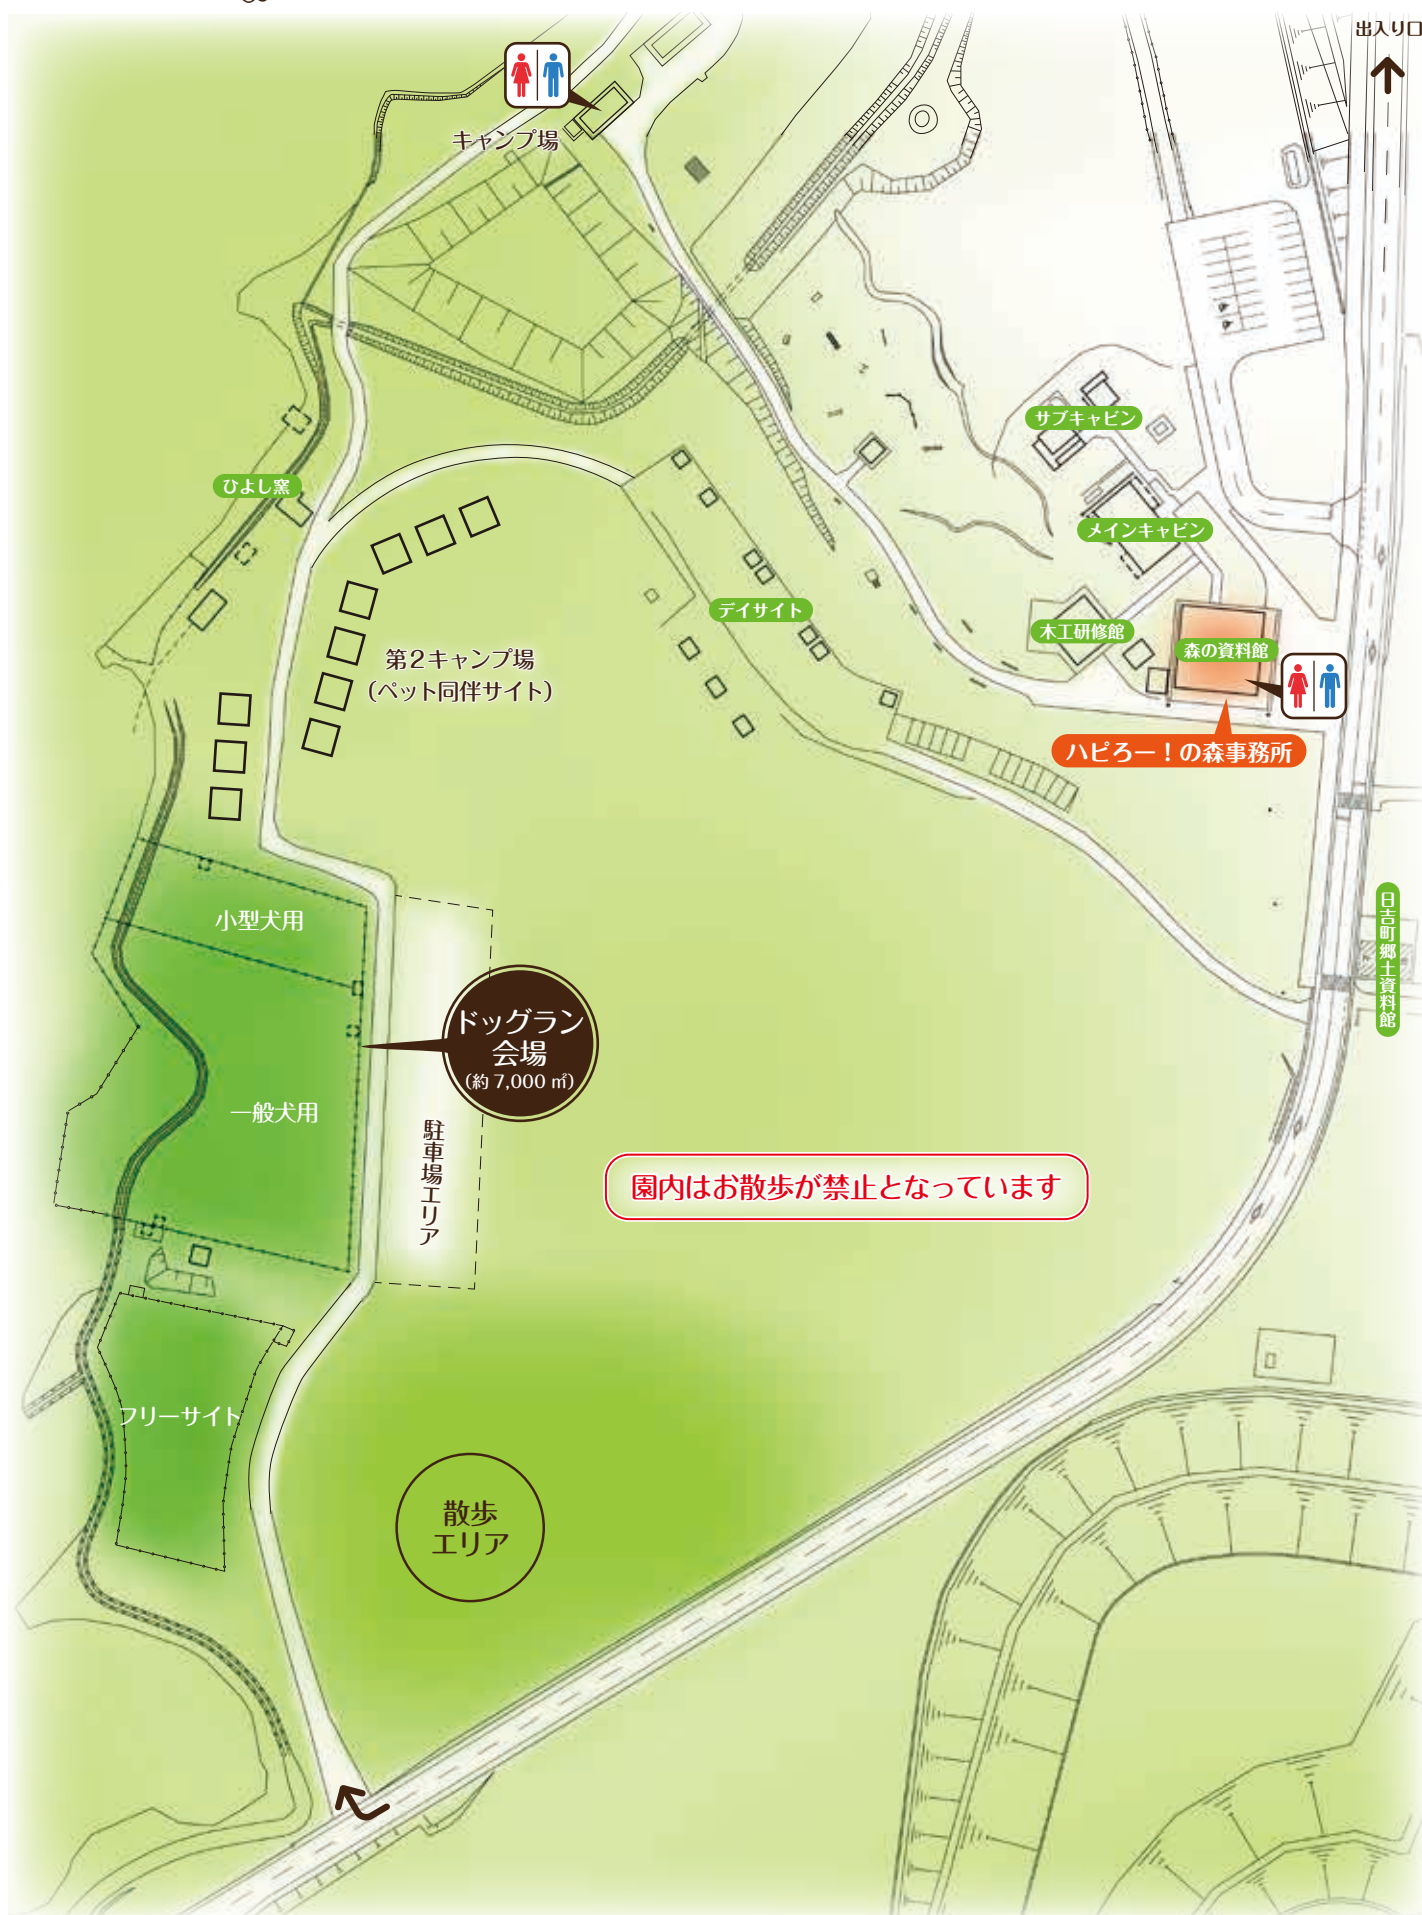 出入り口
キャンプ場
サブキャビン
ひよし窯
メインキャビン
デイサイト
木工研修館
森の資料館
第2キャンプ場
（ペット同伴サイト）
ハピろー！の森事務所
日吉町郷土資料館
小型犬用
ドッグラン
会場
（約 7,000 ㎡）
一般犬用
駐車場エリア
園内はお散歩が禁止となっています
フリーサイト
散歩
エリア